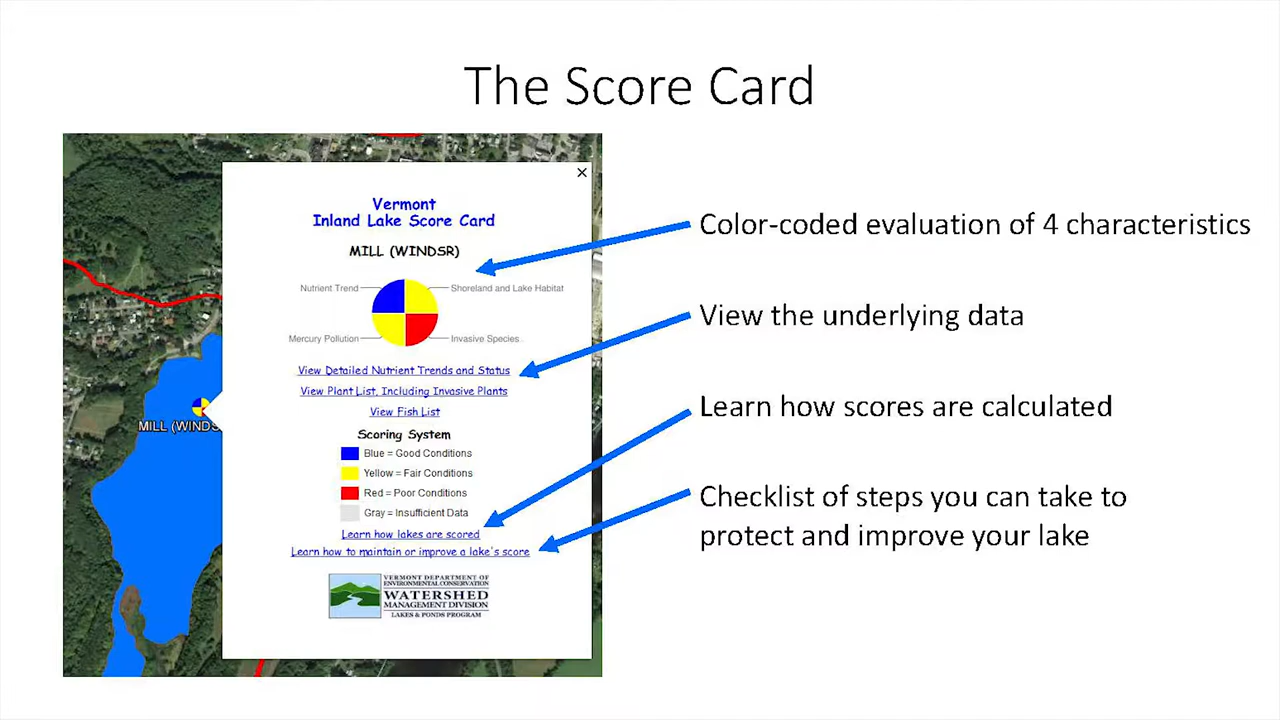 The Score Card
Vermont
Inland Lake Score Card
MILL (WINDSR)
Nutrient Trend
Shoreland and Lake Habitat
Mercury Pollution
Invasive Species
View Detailed Nutrient Trends and Status
View Plant List, Including Invasive Plants
View Fish List
Scoring System
Blue = Good Conditions
Yellow = Fair Conditions
Red = Poor Conditions
Gray = Insufficient Data
Learn how lakes are scored
Learn how to maintain or improve a lake's score
VERMONT DEPARTMENT OF
ENVIRONMENTAL CONSERVATION
WATERSHED
MANAGEMENT DIVISION
LAKES & PONDS PROGRAM
MILL (WINDS
Color-coded evaluation of 4 characteristics
View the underlying data
Learn how scores are calculated
Checklist of steps you can take to
protect and improve your lake